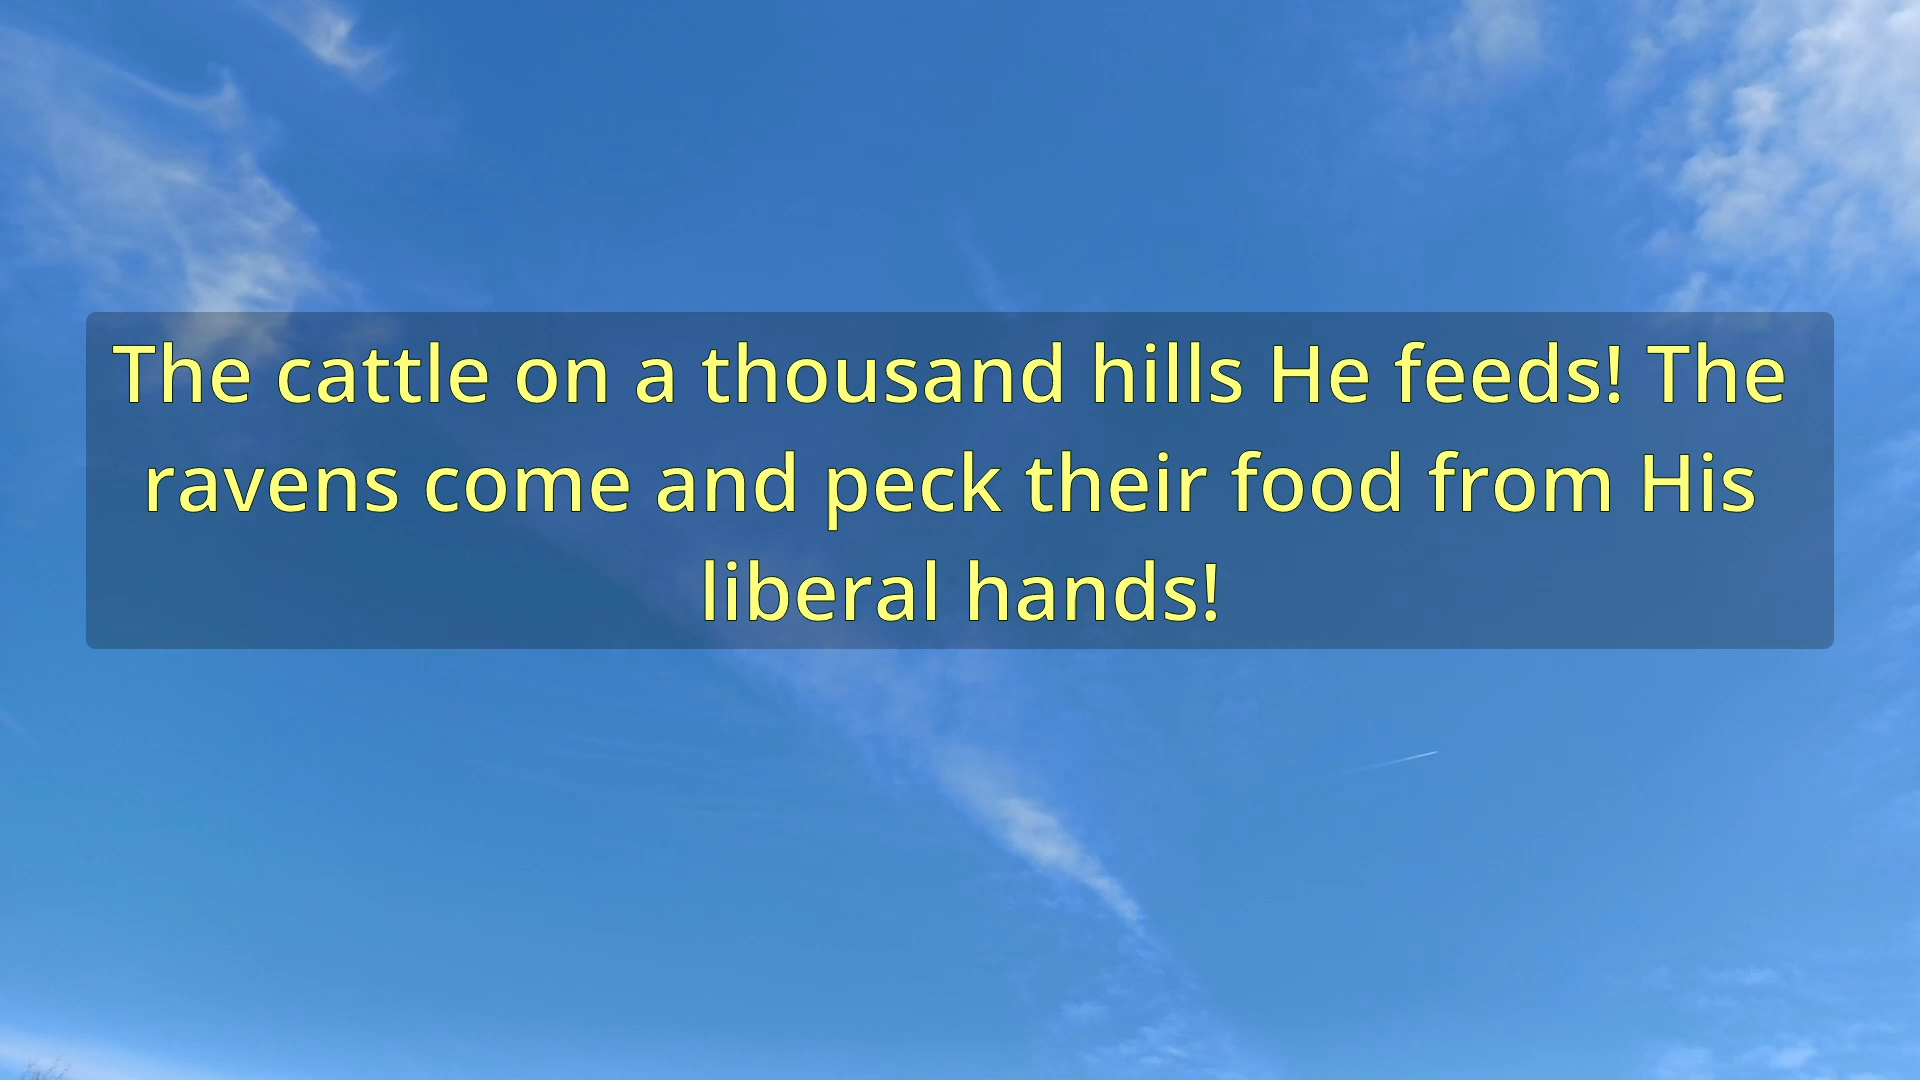 The cattle on a thousand hills He feeds! The
ravens come and peck their food from His
liberal hands!